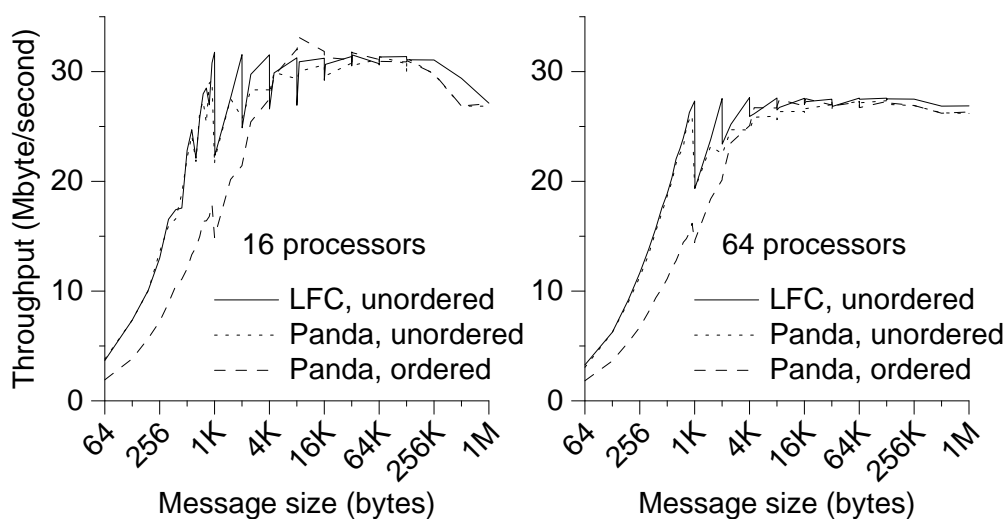 Throughput (Mbyte/second)
30
20
10
0
16 processors
LFC, unordered
Panda, unordered
Panda, ordered
64
256
1K
4K
16K
64K
256K
1M
Message size (bytes)
30
20
10
0
64 processors
LFC, unordered
Panda, unordered
Panda, ordered
64
256
1K
4K
16K
64K
256K
1M
Message size (bytes)